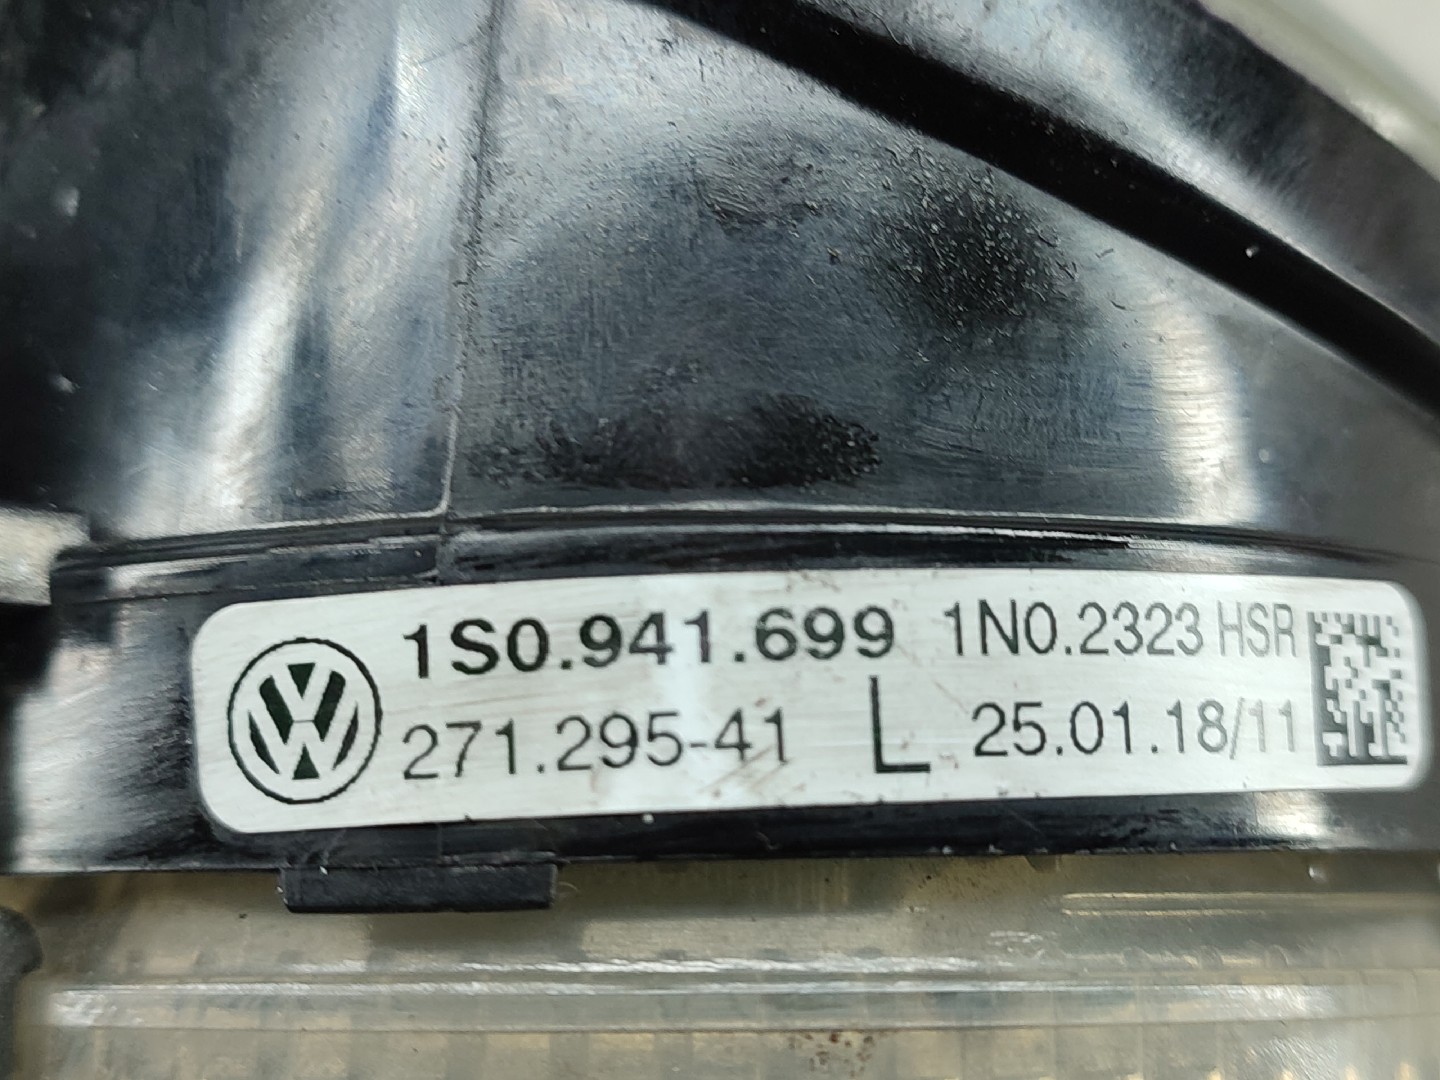 1S0.941.699 1N0.2323 HSR
271.295-41 L 25.01.18/11